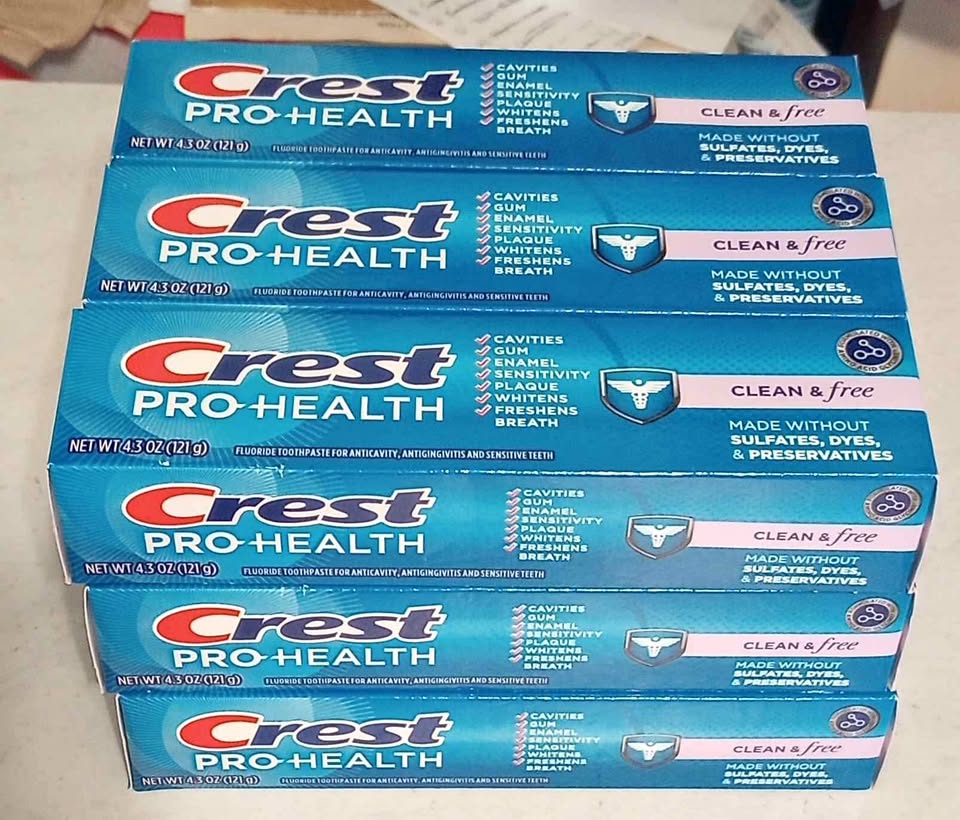 Crest
PRO-HEALTH
NET WT 4.3 OZ (121 g)
FLUORIDE TOOTHPASTE FOR ANTICAVITY, ANTIGINGIVITIS AND SENSITIVE TEETH
CAVITIES
GUM
ENAMEL
SENSITIVITY
PLAQUE
WHITENS
FRESHENS
BREATH
CLEAN & free
MADE WITHOUT
SULFATES, DYES,
& PRESERVATIVES
Crest
PRO-HEALTH
NET WT 4.3 OZ (121 g)
FLUORIDE TOOTHPASTE FOR ANTICAVITY, ANTIGINGIVITIS AND SENSITIVE TEETH
CAVITIES
GUM
ENAMEL
SENSITIVITY
PLAQUE
WHITENS
FRESHENS
BREATH
CLEAN & free
MADE WITHOUT
SULFATES, DYES,
& PRESERVATIVES
Crest
PRO-HEALTH
NET WT 4.3 OZ (121 g)
FLUORIDE TOOTHPASTE FOR ANTICAVITY, ANTIGINGIVITIS AND SENSITIVE TEETH
CAVITIES
GUM
ENAMEL
SENSITIVITY
PLAQUE
WHITENS
FRESHENS
BREATH
CLEAN & free
MADE WITHOUT
SULFATES, DYES,
& PRESERVATIVES
Crest
PRO-HEALTH
NET WT 4.3 OZ (121 g)
FLUORIDE TOOTHPASTE FOR ANTICAVITY, ANTIGINGIVITIS AND SENSITIVE TEETH
CAVITIES
GUM
ENAMEL
SENSITIVITY
PLAQUE
WHITENS
FRESHENS
BREATH
CLEAN & free
MADE WITHOUT
SULFATES, DYES,
& PRESERVATIVES
Crest
PRO-HEALTH
NET WT 4.3 OZ (121 g)
FLUORIDE TOOTHPASTE FOR ANTICAVITY, ANTIGINGIVITIS AND SENSITIVE TEETH
CAVITIES
GUM
ENAMEL
SENSITIVITY
PLAQUE
WHITENS
FRESHENS
BREATH
CLEAN & free
MADE WITHOUT
SULFATES, DYES,
& PRESERVATIVES
Crest
PRO-HEALTH
NET WT 4.3 OZ (121 g)
FLUORIDE TOOTHPASTE FOR ANTICAVITY, ANTIGINGIVITIS AND SENSITIVE TEETH
CAVITIES
GUM
ENAMEL
SENSITIVITY
PLAQUE
WHITENS
FRESHENS
BREATH
CLEAN & free
MADE WITHOUT
SULFATES, DYES,
& PRESERVATIVES